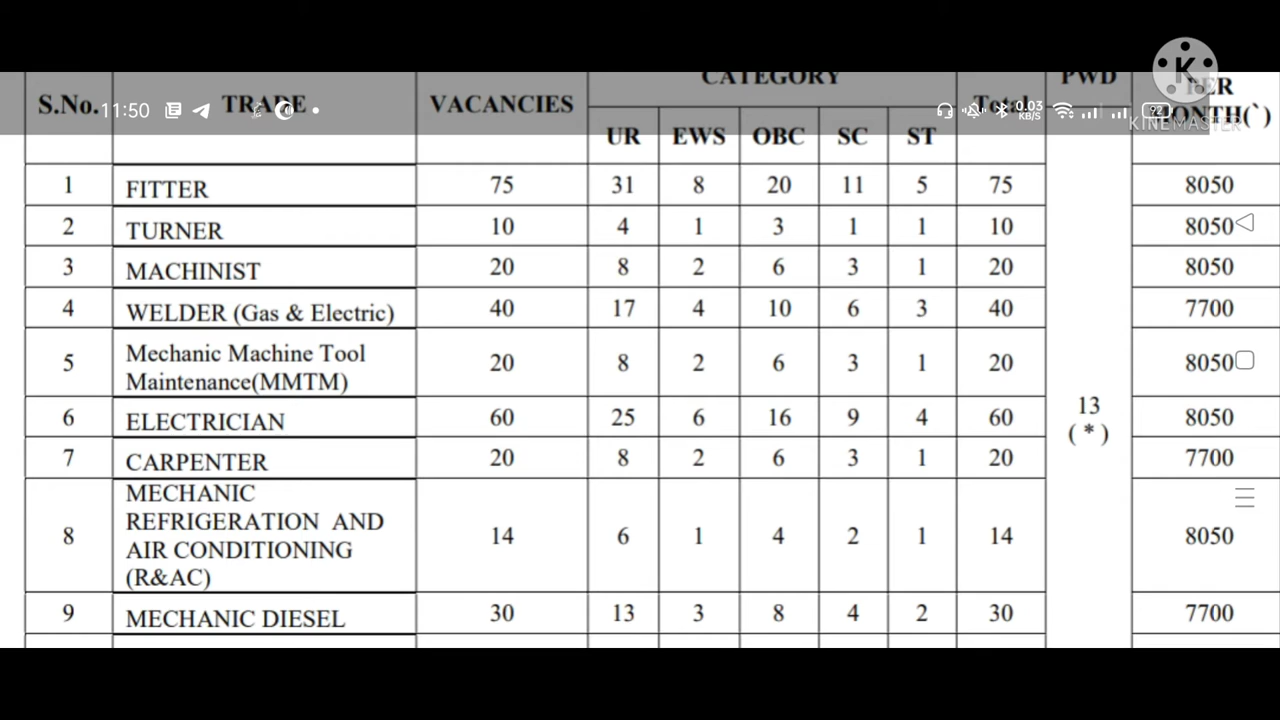 CATEGORY PWD PER
S.No. TRADE VACANCIES Total MONTH(`)
11:50 0.03 KB/S 92
K
KINEMASTER
UR EWS OBC SC ST
1 FITTER 75 31 8 20 11 5 75 8050
2 TURNER 10 4 1 3 1 1 10 8050
3 MACHINIST 20 8 2 6 3 1 20 8050
4 WELDER (Gas & Electric) 40 17 4 10 6 3 40 7700
5 Mechanic Machine Tool 20 8 2 6 3 1 20 8050
Maintenance(MMTM)
6 ELECTRICIAN 60 25 6 16 9 4 60 13 8050
(*)
7 CARPENTER 20 8 2 6 3 1 20 7700
MECHANIC
REFRIGERATION AND
8 AIR CONDITIONING 14 6 1 4 2 1 14 8050
(R&AC)
9 MECHANIC DIESEL 30 13 3 8 4 2 30 7700